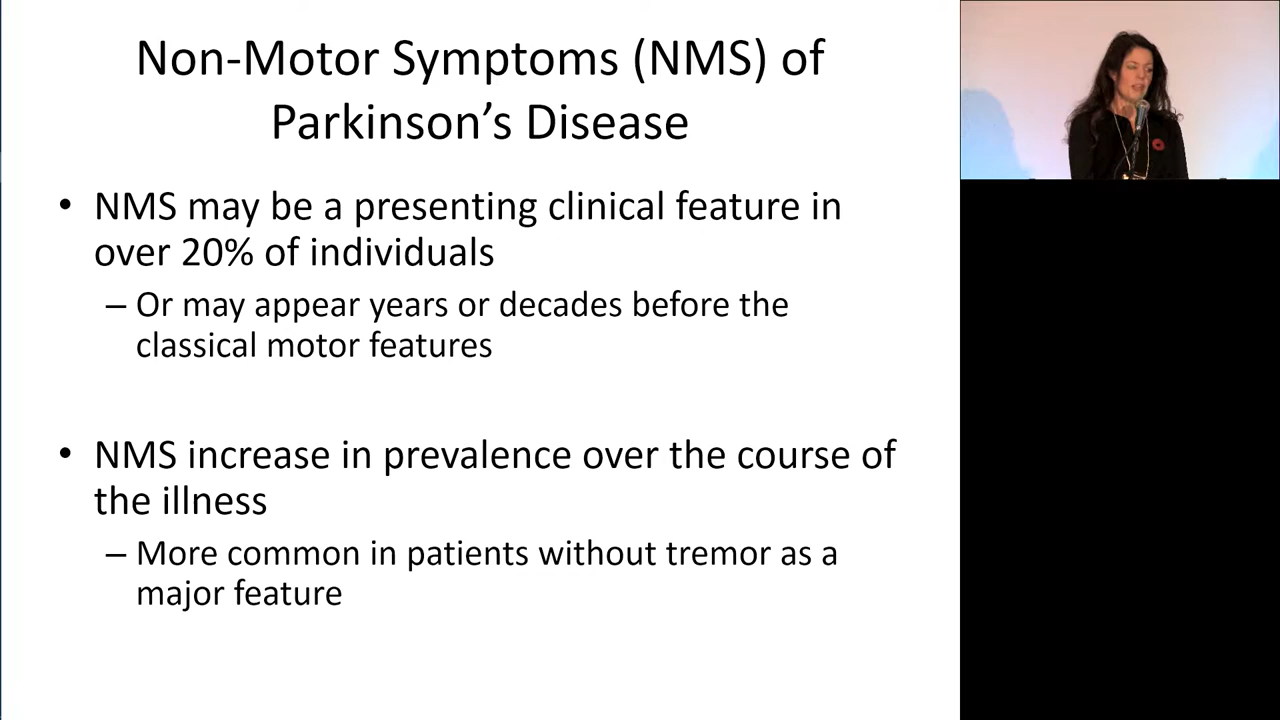 Non-Motor Symptoms (NMS) of
Parkinson’s Disease
• NMS may be a presenting clinical feature in
over 20% of individuals
– Or may appear years or decades before the
classical motor features
• NMS increase in prevalence over the course of
the illness
– More common in patients without tremor as a
major feature